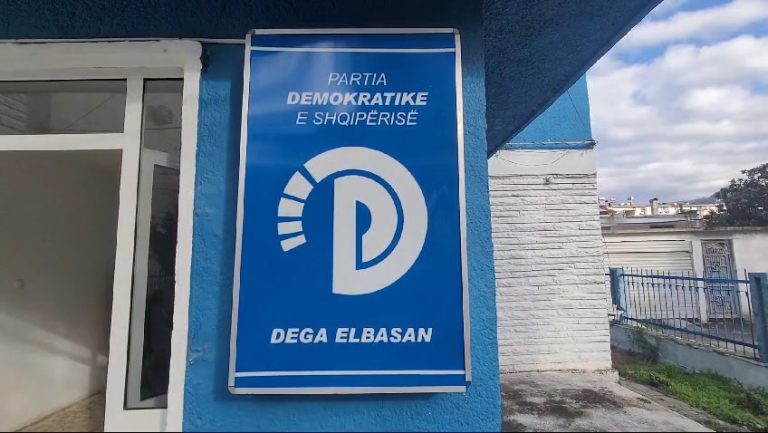 PARTIA
DEMOKRATIKE
E SHQIPËRISË
DEGA ELBASAN